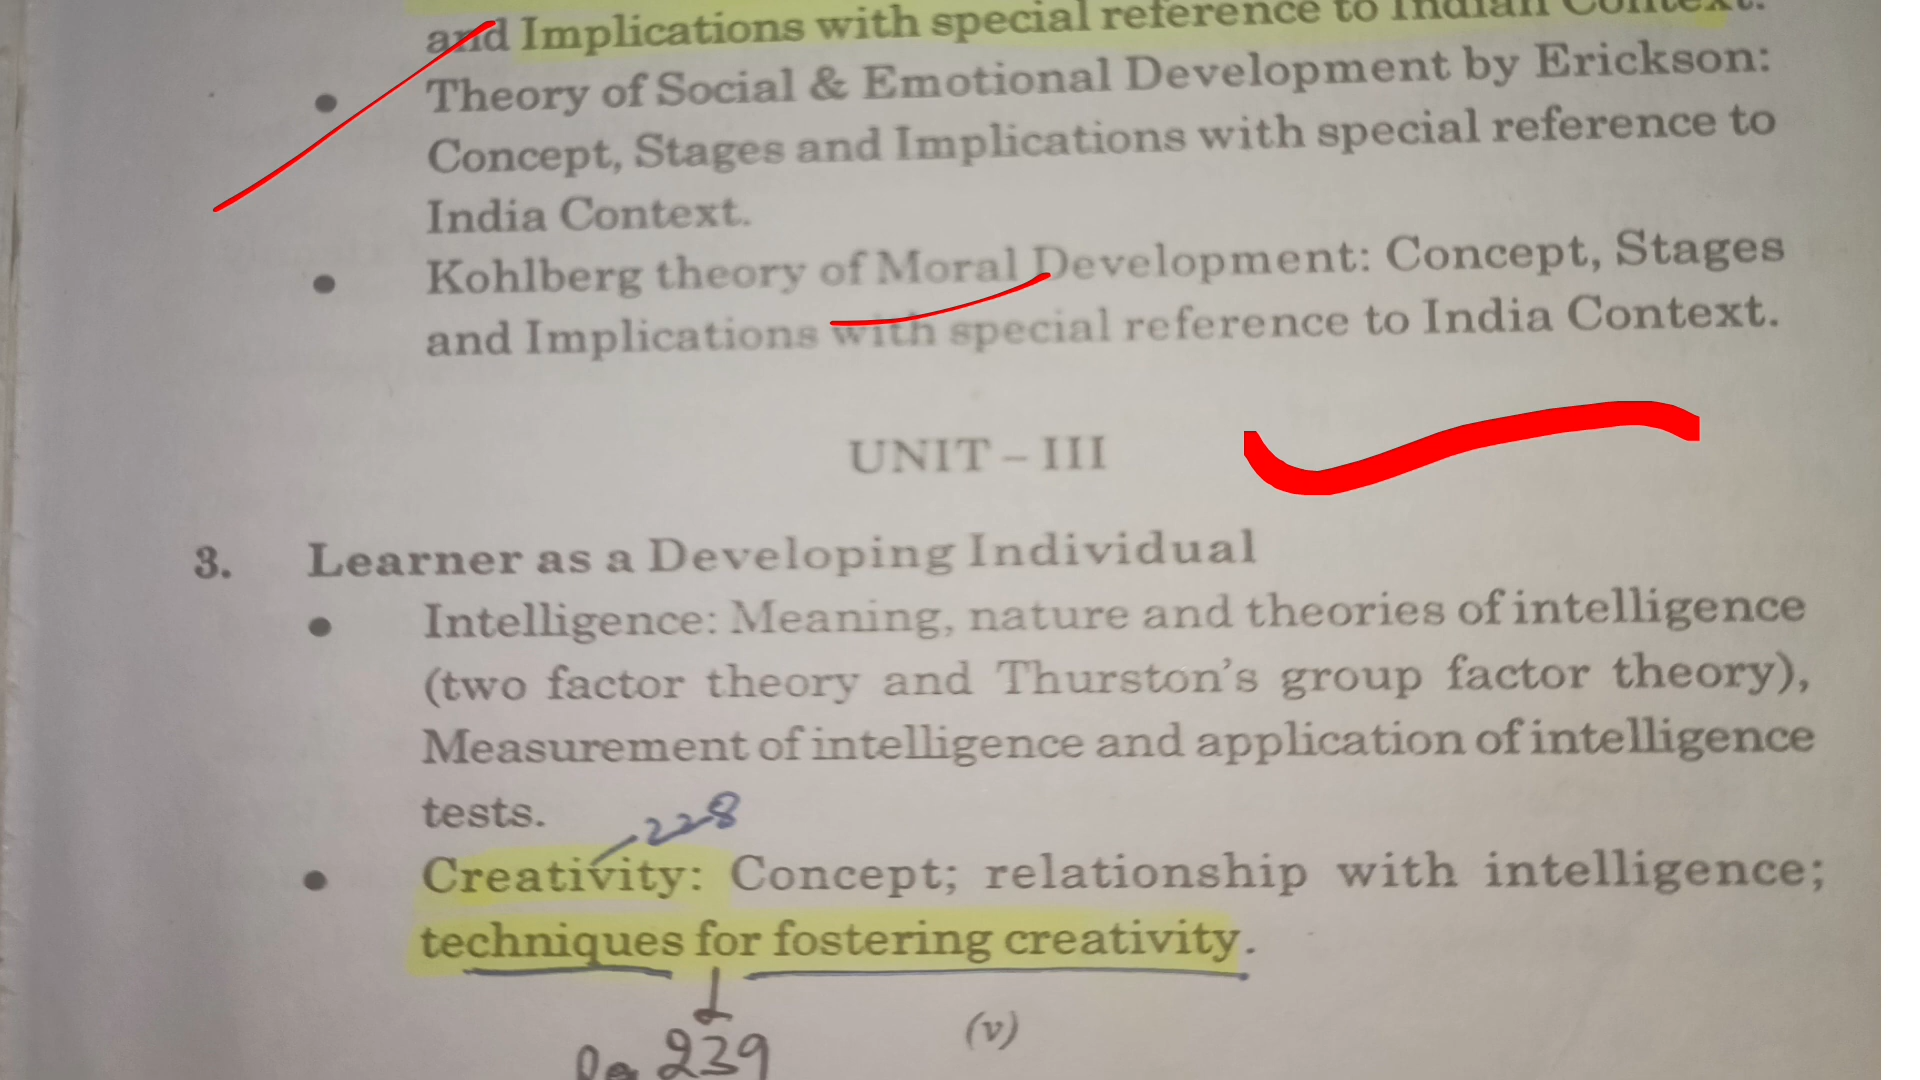 and Implications with special reference to Indian Context.
• Theory of Social & Emotional Development by Erickson:
Concept, Stages and Implications with special reference to
India Context.
• Kohlberg theory of Moral Development: Concept, Stages
and Implications with special reference to India Context.
UNIT – III
3. Learner as a Developing Individual
• Intelligence: Meaning, nature and theories of intelligence
(two factor theory and Thurston's group factor theory),
Measurement of intelligence and application of intelligence
tests.
228
• Creativity: Concept; relationship with intelligence;
techniques for fostering creativity.
(v)
239